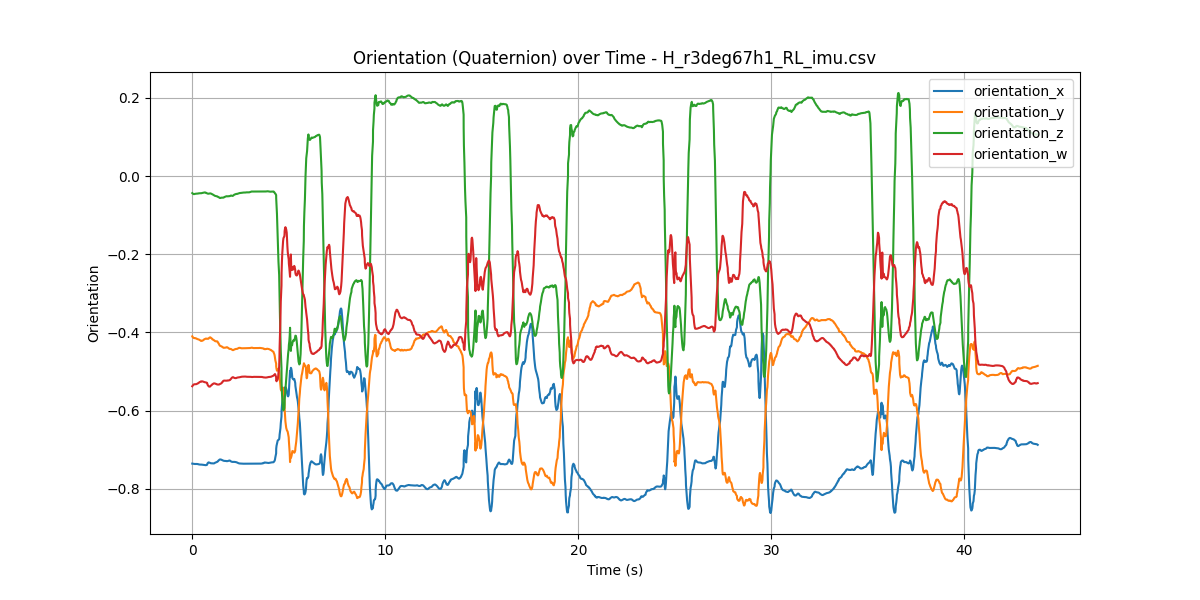 Orientation (Quaternion) over Time - H_r3deg67h1_RL_imu.csv
orientation_x
orientation_y
orientation_z
orientation_w
Orientation
0.2
0.0
−0.2
−0.4
−0.6
−0.8
0 10 20 30 40
Time (s)